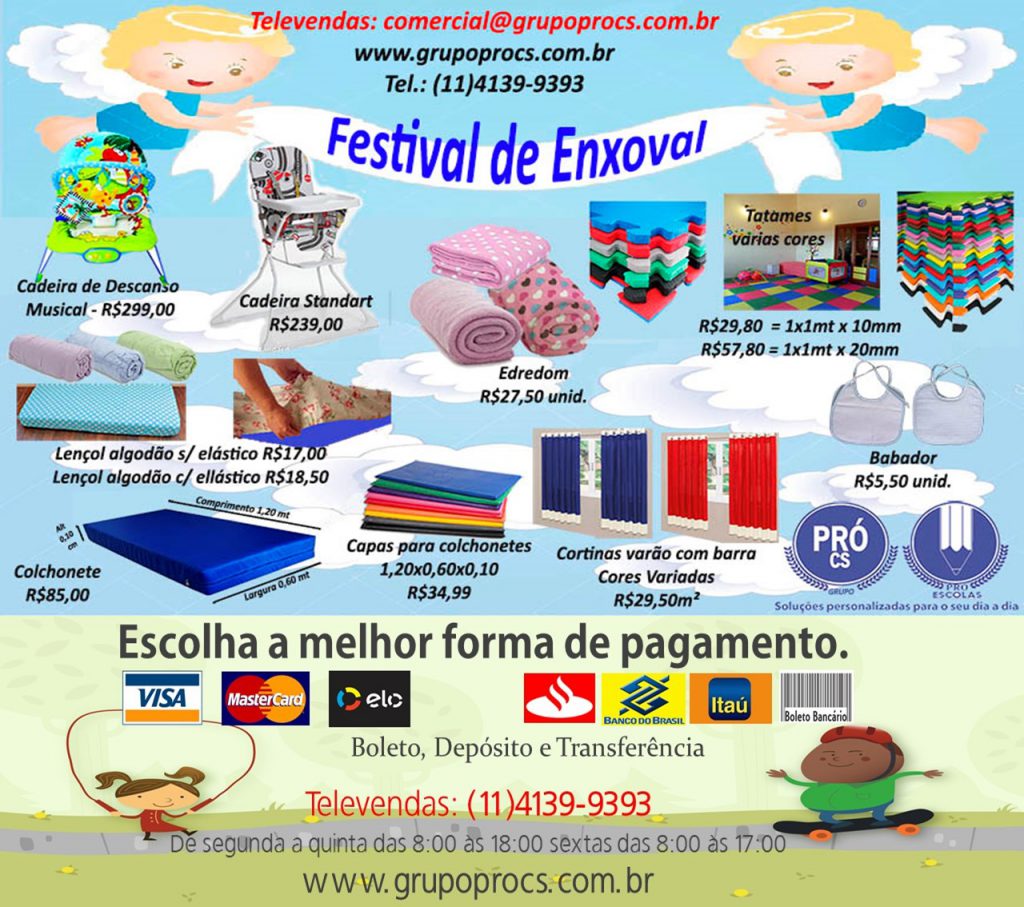 Televendas: comercial@grupoprocs.com.br
www.grupoprocs.com.br
Tel.: (11)4139-9393
Festival de Enxoval
Cadeira de Descanso
Musical - R$299,00
Cadeira Standart
R$239,00
Edredom
R$27,50 unid.
Tatames
varias cores
R$29,80 = 1x1mt x 10mm
R$57,80 = 1x1mt x 20mm
Lençol algodão s/ elástico R$17,00
Lençol algodão c/ ellástico R$18,50
Babador
R$5,50 unid.
Comprimento 1,20 mt
Alt
0,10
cm
Largura 0,60 mt
Colchonete
R$85,00
Capas para colchonetes
1,20x0,60x0,10
R$34,99
Cortinas varão com barra
Cores Variadas
R$29,50m²
PRÓ
CS
GRUPO
PRO
ESCOLAS
Soluções personalizadas para o seu dia a dia
Escolha a melhor forma de pagamento.
VISA
MasterCard
elo
BANCO DO BRASIL
Itaú
Boleto Bancário
Boleto, Depósito e Transferência
Televendas: (11)4139-9393
De segunda a quinta das 8:00 às 18:00 sextas das 8:00 às 17:00
www.grupoprocs.com.br